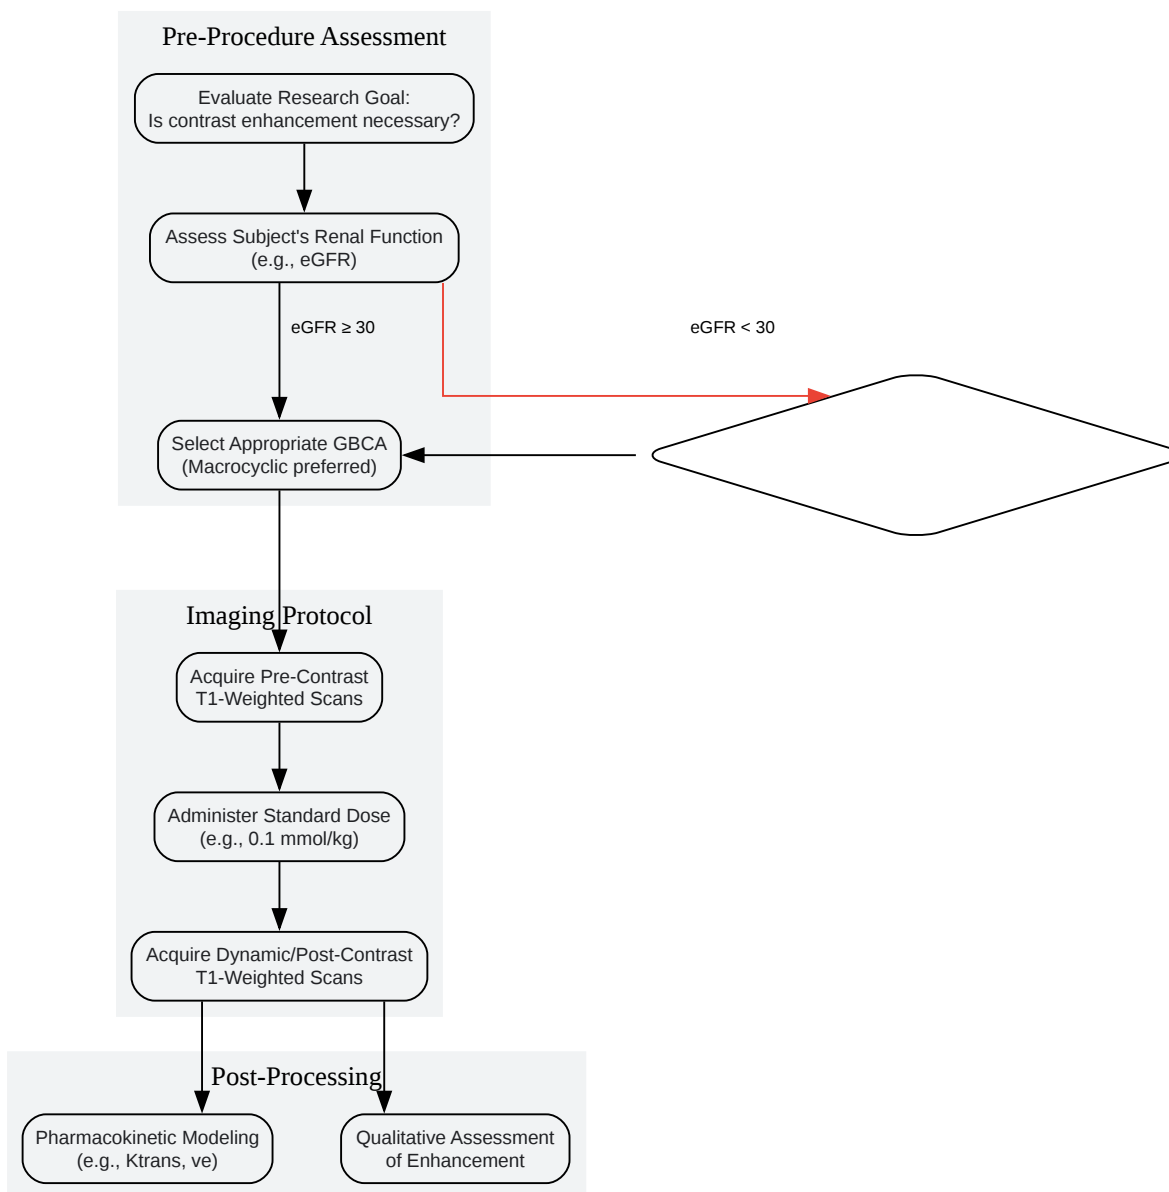 Pre-Procedure Assessment
Evaluate Research Goal:
Is contrast enhancement necessary?
Assess Subject's Renal Function
(e.g., eGFR)
eGFR ≥ 30
eGFR < 30
Select Appropriate GBCA
(Macrocyclic preferred)
Imaging Protocol
Acquire Pre-Contrast
T1-Weighted Scans
Administer Standard Dose
(e.g., 0.1 mmol/kg)
Acquire Dynamic/Post-Contrast
T1-Weighted Scans
Post-Processing
Pharmacokinetic Modeling
(e.g., Ktrans, ve)
Qualitative Assessment
of Enhancement